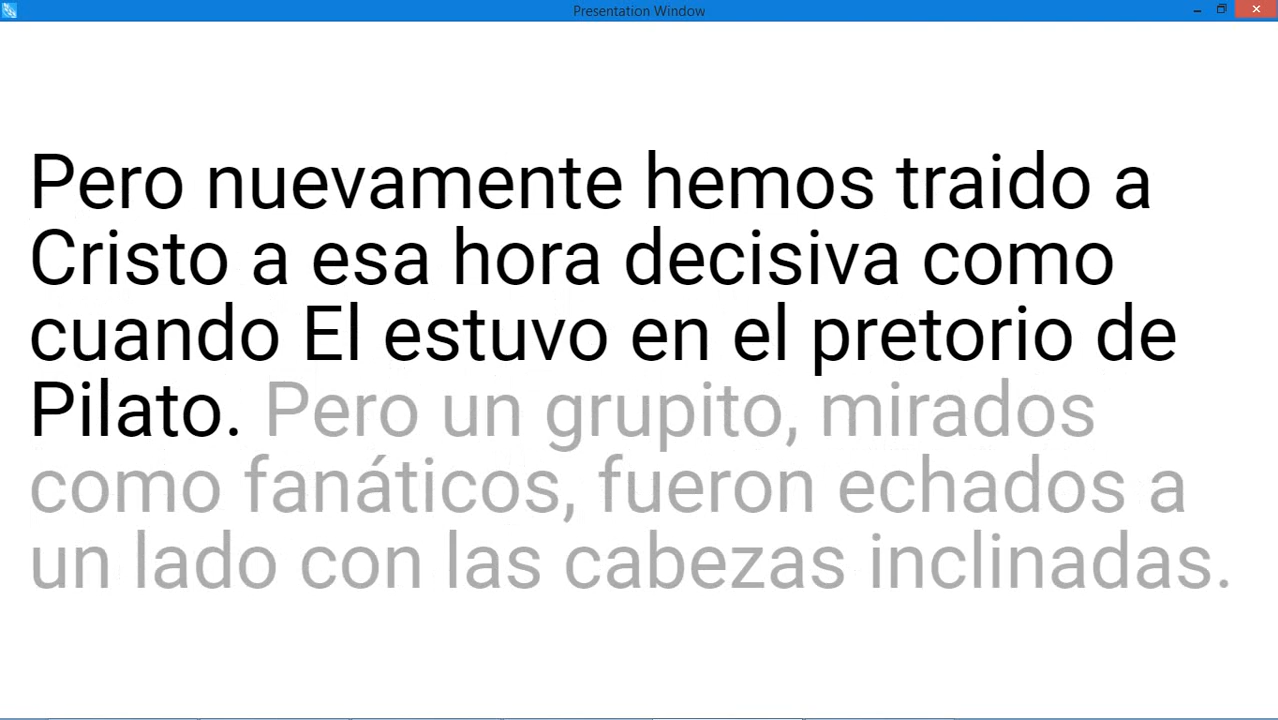 Presentation Window
Pero nuevamente hemos traido a
Cristo a esa hora decisiva como
cuando El estuvo en el pretorio de
Pilato. Pero un grupito, mirados
como fanáticos, fueron echados a
un lado con las cabezas inclinadas.